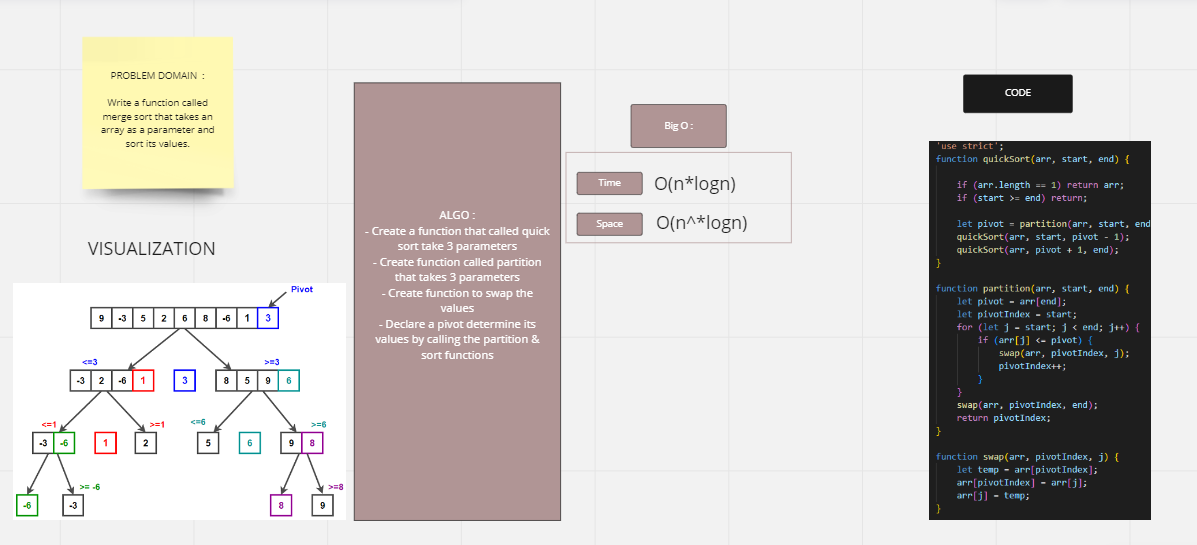 PROBLEM DOMAIN :
Write a function called
merge sort that takes an
array as a parameter and
sort its values.
VISUALIZATION
Pivot
9 -3 5 2 6 8 -6 1 3
<=3 >=3
-3 2 -6 1 3 8 5 9 6
<=1 >=1 <=6 >=6
-3 -6 1 2 5 6 9 8
>= -6 >=8
-6 -3 8 9
ALGO :
- Create a function that called quick
sort take 3 parameters
- Create function called partition
that takes 3 parameters
- Create function to swap the
values
- Declare a pivot determine its
values by calling the partition &
sort functions
Big O :
Time O(n*logn)
Space O(n^*logn)
CODE
'use strict';
function quickSort(arr, start, end) {
if (arr.length == 1) return arr;
if (start >= end) return;
let pivot = partition(arr, start, end
quickSort(arr, start, pivot - 1);
quickSort(arr, pivot + 1, end);
}
function partition(arr, start, end) {
let pivot = arr[end];
let pivotIndex = start;
for (let j = start; j < end; j++) {
if (arr[j] <= pivot) {
swap(arr, pivotIndex, j);
pivotIndex++;
}
}
swap(arr, pivotIndex, end);
return pivotIndex;
}
function swap(arr, pivotIndex, j) {
let temp = arr[pivotIndex];
arr[pivotIndex] = arr[j];
arr[j] = temp;
}